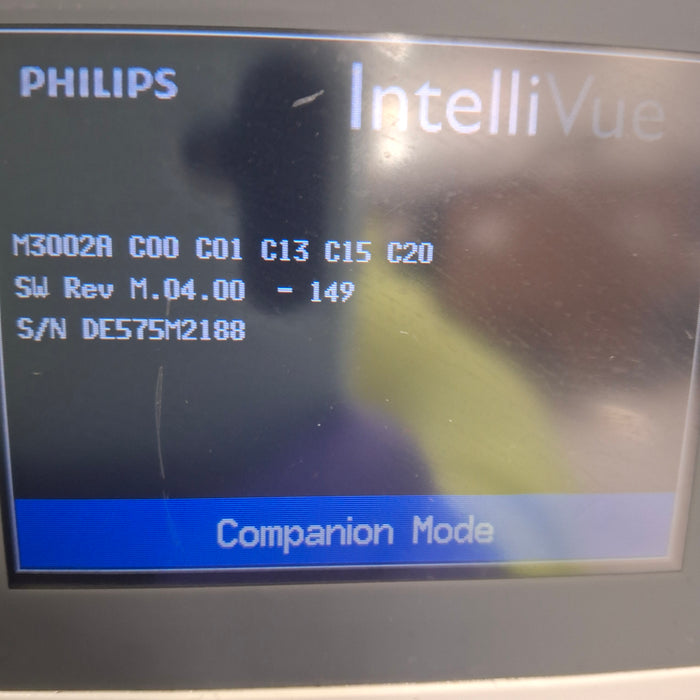 PHILIPS
IntelliVue
M3002A C00 C01 C13 C15 C20
SW Rev M.04.00 - 149
S/N DE575M2188
Companion Mode